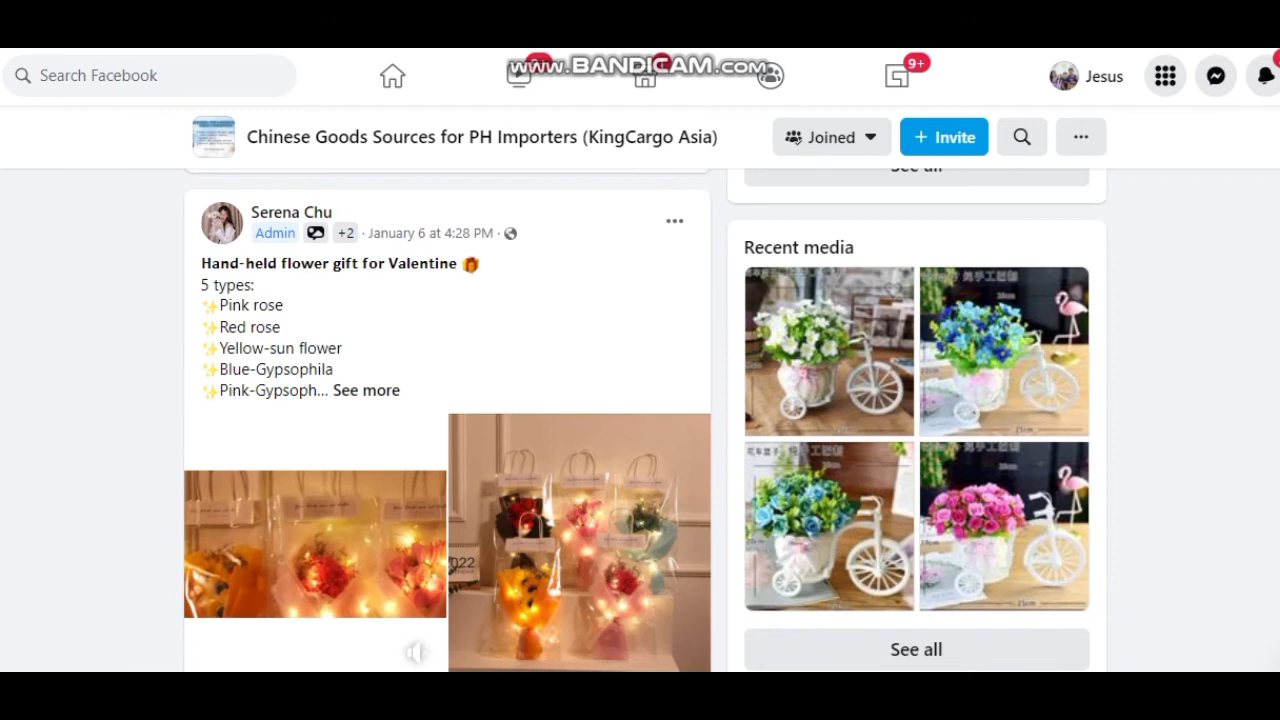 www.BANDICAM.com
Search Facebook
9+
Jesus
Chinese Goods Sources for PH Importers (KingCargo Asia)
Joined
+ Invite
See all
Serena Chu
Admin +2 · January 6 at 4:28 PM ·
Hand-held flower gift for Valentine 🎁
5 types:
✨Pink rose
✨Red rose
✨Yellow-sun flower
✨Blue-Gypsophila
✨Pink-Gypsoph... See more
Recent media
See all